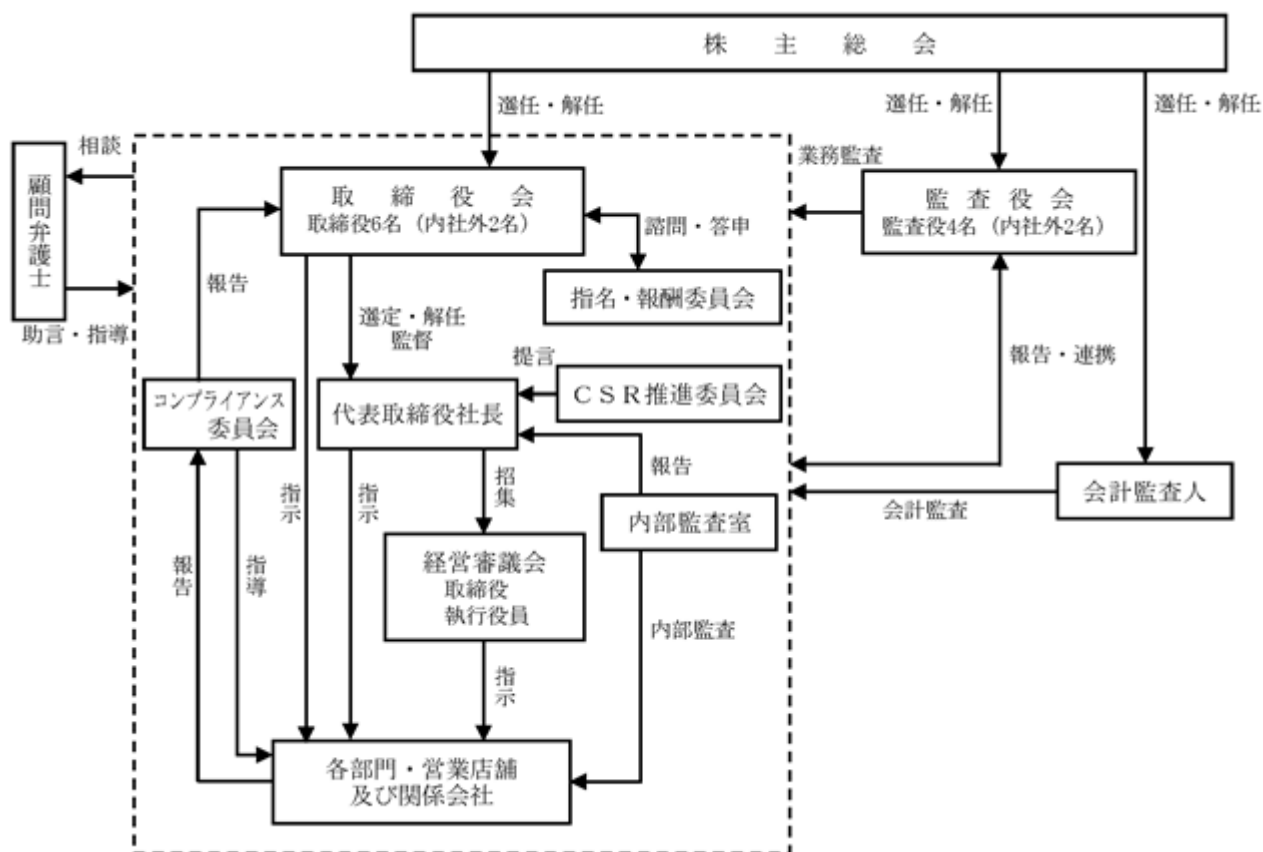 株主総会
選任・解任
選任・解任
選任・解任
相談
顧問弁護士
助言・指導
業務監査
取締役会
取締役6名（内社外2名）
監査役会
監査役4名（内社外2名）
諮問・答申
指名・報酬委員会
報告
選定・解任
監督
提言
CSR推進委員会
報告・連携
コンプライアンス
委員会
代表取締役社長
報告
内部監査室
会計監査人
会計監査
指示
指示
招集
経営審議会
取締役
執行役員
報告
指導
内部監査
指示
各部門・営業店舗
及び関係会社